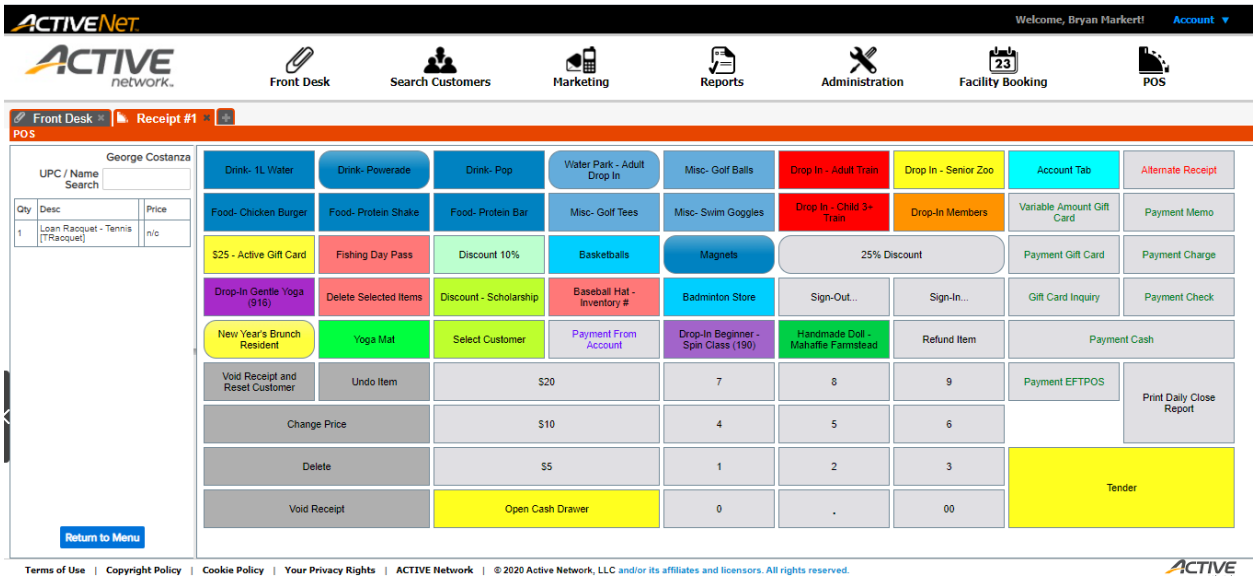 ACTIVENet
Welcome, Bryan Markert!
Account ▼
ACTIVE
network.
Front Desk
Search Customers
Marketing
Reports
Administration
23
Facility Booking
POS
Front Desk ×
Receipt #1 ×
+
POS
George Costanza
UPC / Name
Search
Qty Desc Price
1 Loan Racquet - Tennis n/c
[TRacquet]
Return to Menu
Drink- 1L Water
Drink- Powerade
Drink- Pop
Water Park - Adult
Drop In
Misc- Golf Balls
Drop In - Adult Train
Drop In - Senior Zoo
Account Tab
Alternate Receipt
Food- Chicken Burger
Food- Protein Shake
Food- Protein Bar
Misc- Golf Tees
Misc- Swim Goggles
Drop In - Child 3+
Train
Drop-In Members
Variable Amount Gift
Card
Payment Memo
$25 - Active Gift Card
Fishing Day Pass
Discount 10%
Basketballs
Magnets
25% Discount
Payment Gift Card
Payment Charge
Drop-In Gentle Yoga
(916)
Delete Selected Items
Discount - Scholarship
Baseball Hat -
Inventory #
Badminton Store
Sign-Out...
Sign-In...
Gift Card Inquiry
Payment Check
New Year's Brunch
Resident
Yoga Mat
Select Customer
Payment From
Account
Drop-In Beginner -
Spin Class (190)
Handmade Doll -
Mahaffie Farmstead
Refund Item
Payment Cash
Void Receipt and
Reset Customer
Undo Item
$20
7
8
9
Payment EFTPOS
Print Daily Close
Report
Change Price
$10
4
5
6
Delete
$5
1
2
3
Tender
Void Receipt
Open Cash Drawer
0
.
00
Terms of Use | Copyright Policy | Cookie Policy | Your Privacy Rights | ACTIVE Network | © 2020 Active Network, LLC and/or its affiliates and licensors. All rights reserved.
ACTIVE